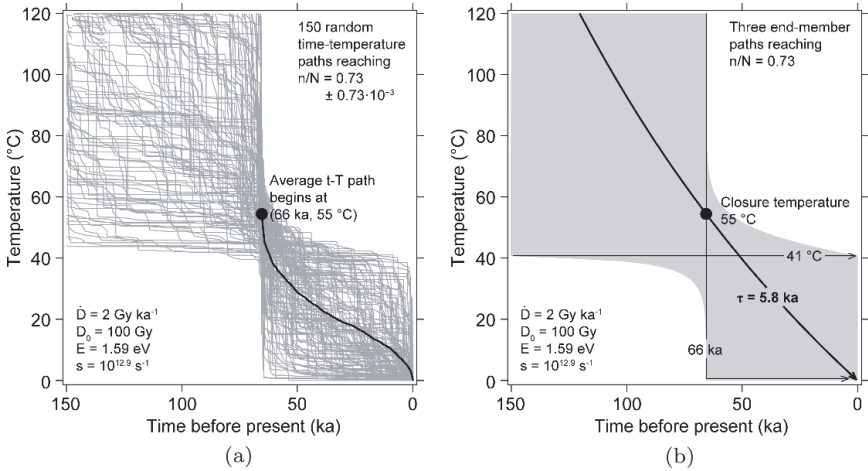 120
100
80
60
40
20
0
150
100
50
0
Temperature (°C)
Time before present (ka)
150 random
time-temperature
paths reaching
n/N = 0.73
± 0.73·10⁻³
Average t-T path
begins at
(66 ka, 55 °C)
Ḋ = 2 Gy ka⁻¹
D₀ = 100 Gy
E = 1.59 eV
s = 10¹²·⁹ s⁻¹
(a)
120
100
80
60
40
20
0
150
100
50
0
Temperature (°C)
Time before present (ka)
Three end-member
paths reaching
n/N = 0.73
Closure temperature
55 °C
41 °C
τ = 5.8 ka
66 ka
Ḋ = 2 Gy ka⁻¹
D₀ = 100 Gy
E = 1.59 eV
s = 10¹²·⁹ s⁻¹
(b)